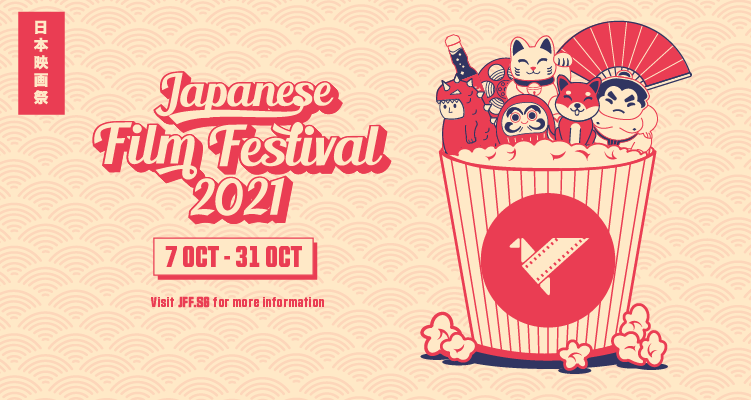 日本映画祭
Japanese
Film Festival
2021
7 OCT - 31 OCT
Visit JFF.SG for more information